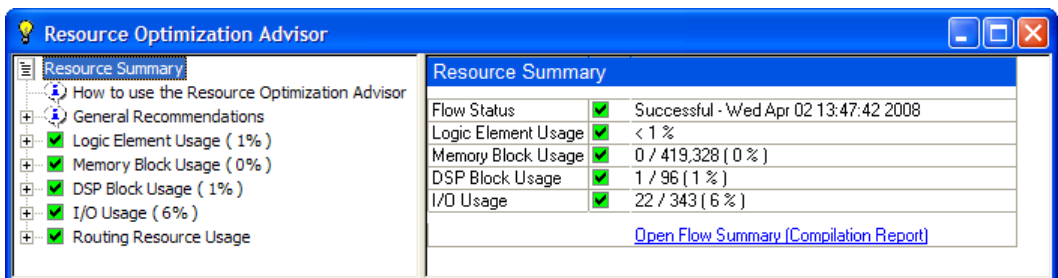 Resource Optimization Advisor
Resource Summary
How to use the Resource Optimization Advisor
General Recommendations
Logic Element Usage ( 1% )
Memory Block Usage ( 0% )
DSP Block Usage ( 1% )
I/O Usage ( 6% )
Routing Resource Usage
Resource Summary
Flow Status Successful - Wed Apr 02 13:47:42 2008
Logic Element Usage < 1 %
Memory Block Usage 0 / 419,328 ( 0 % )
DSP Block Usage 1 / 96 ( 1 % )
I/O Usage 22 / 343 ( 6 % )
Open Flow Summary (Compilation Report)